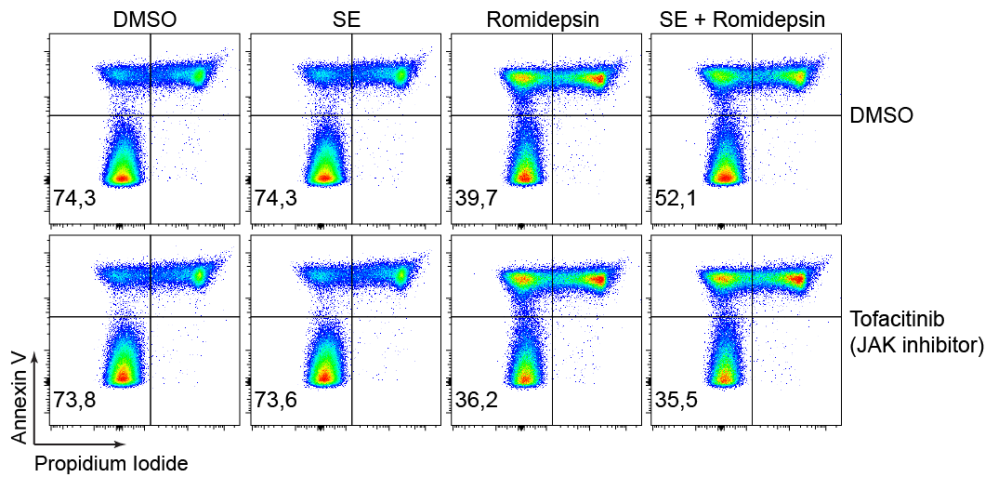 DMSO SE Romidepsin SE + Romidepsin
74,3 74,3 39,7 52,1
DMSO
73,8 73,6 36,2 35,5
Tofacitinib
(JAK inhibitor)
Annexin V
Propidium Iodide